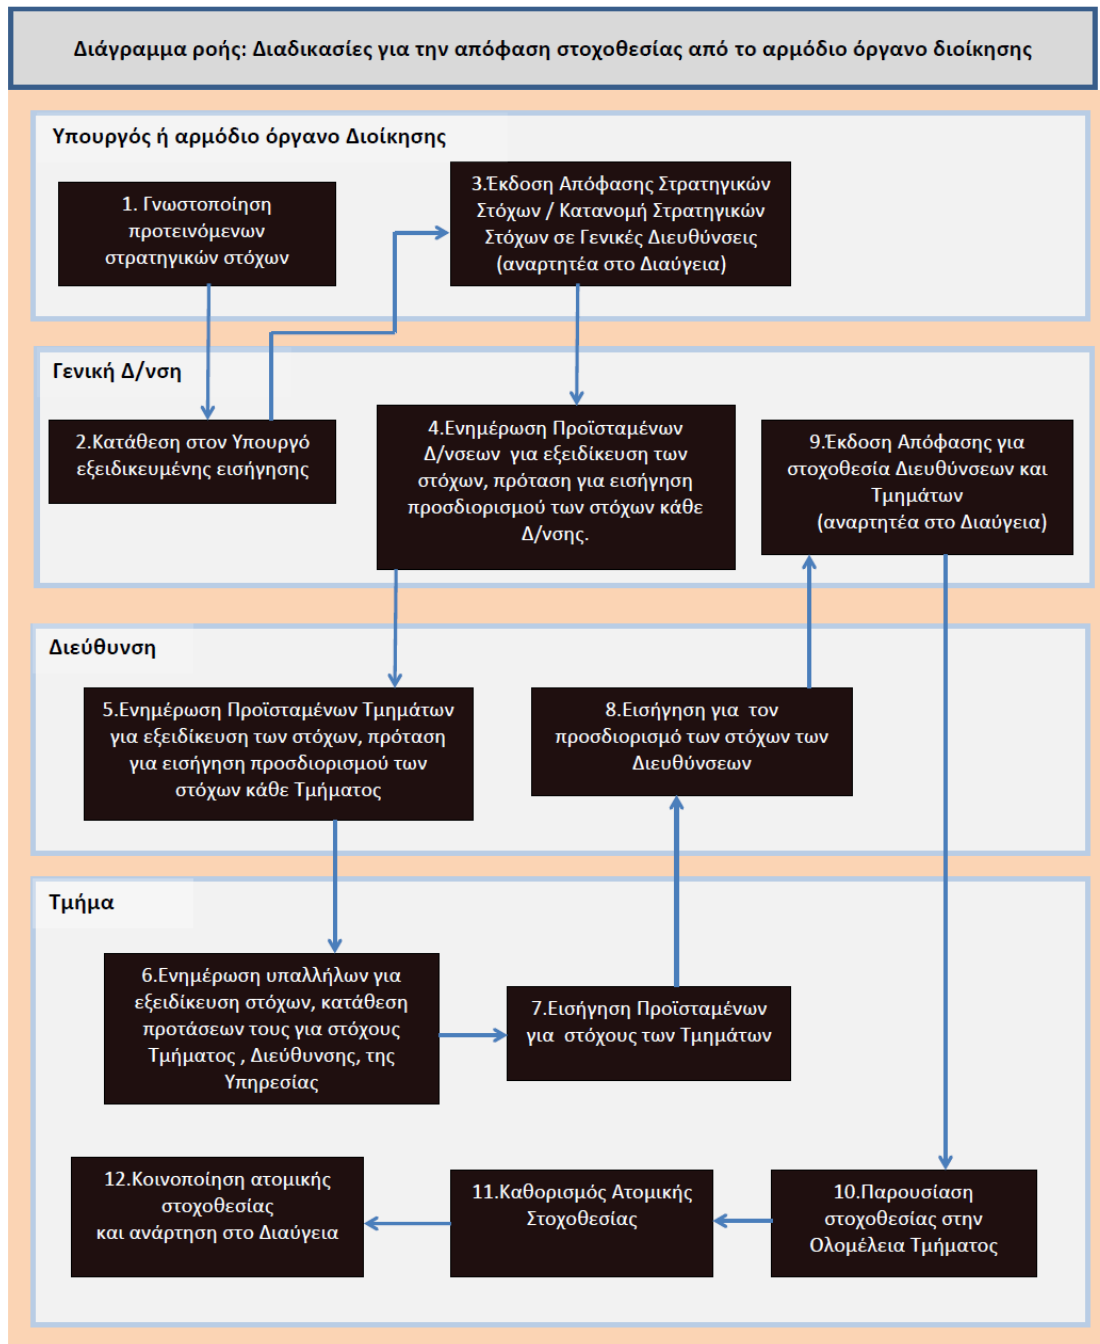 Διάγραμμα ροής: Διαδικασίες για την απόφαση στοχοθεσίας από το αρμόδιο όργανο διοίκησης
Υπουργός ή αρμόδιο όργανο Διοίκησης
1. Γνωστοποίηση
προτεινόμενων
στρατηγικών στόχων
3.Έκδοση Απόφασης Στρατηγικών
Στόχων / Κατανομή Στρατηγικών
Στόχων σε Γενικές Διευθύνσεις
(αναρτητέα στο Διαύγεια)
Γενική Δ/νση
2.Κατάθεση στον Υπουργό
εξειδικευμένης εισήγησης
4.Ενημέρωση Προϊσταμένων
Δ/νσεων για εξειδίκευση των
στόχων, πρόταση για εισήγηση
προσδιορισμού των στόχων κάθε
Δ/νσης.
9.Έκδοση Απόφασης για
στοχοθεσία Διευθύνσεων και
Τμημάτων
(αναρτητέα στο Διαύγεια)
Διεύθυνση
5.Ενημέρωση Προϊσταμένων Τμημάτων
για εξειδίκευση των στόχων, πρόταση
για εισήγηση προσδιορισμού των
στόχων κάθε Τμήματος
8.Εισήγηση για τον
προσδιορισμό των στόχων των
Διευθύνσεων
Τμήμα
6.Ενημέρωση υπαλλήλων για
εξειδίκευση στόχων, κατάθεση
προτάσεων τους για στόχους
Τμήματος , Διεύθυνσης, της
Υπηρεσίας
7.Εισήγηση Προϊσταμένων
για στόχους των Τμημάτων
12.Κοινοποίηση ατομικής
στοχοθεσίας
και ανάρτηση στο Διαύγεια
11.Καθορισμός Ατομικής
Στοχοθεσίας
10.Παρουσίαση
στοχοθεσίας στην
Ολομέλεια Τμήματος